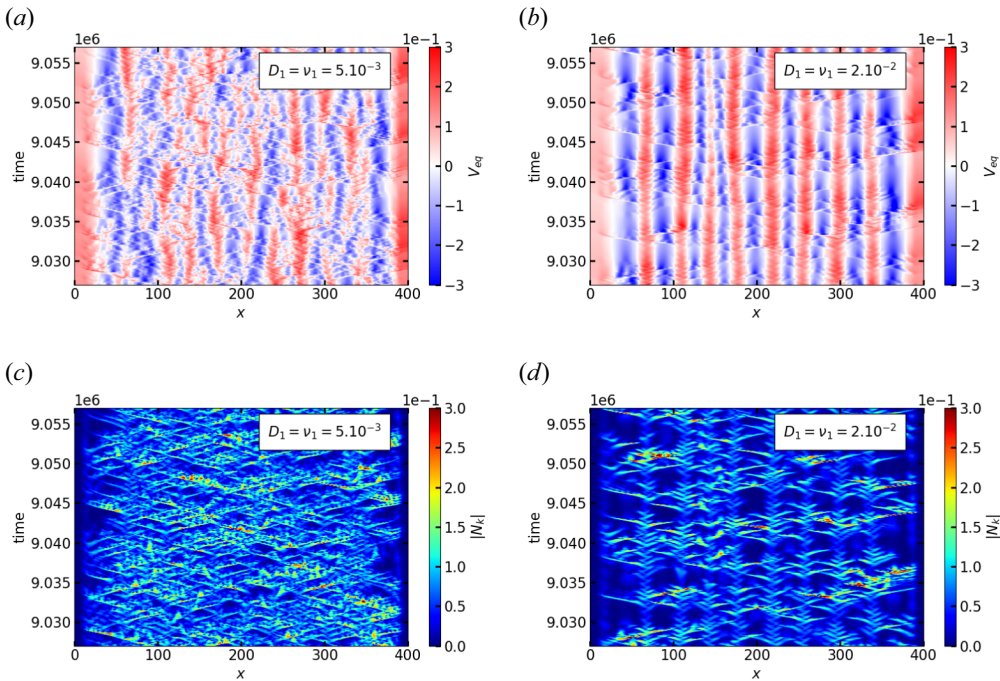 (a)
1e6
1e−1
D₁ = ν₁ = 5.10⁻³
9.055
9.050
9.045
9.040
9.035
9.030
time
0
100
200
300
400
x
3
2
1
0
−1
−2
−3
V_eq
(b)
1e6
1e−1
D₁ = ν₁ = 2.10⁻²
9.055
9.050
9.045
9.040
9.035
9.030
time
0
100
200
300
400
x
3
2
1
0
−1
−2
−3
V_eq
(c)
1e6
1e−1
D₁ = ν₁ = 5.10⁻³
9.055
9.050
9.045
9.040
9.035
9.030
time
0
100
200
300
400
x
3.0
2.5
2.0
1.5
1.0
0.5
0.0
|N_k|
(d)
1e6
1e−1
D₁ = ν₁ = 2.10⁻²
9.055
9.050
9.045
9.040
9.035
9.030
time
0
100
200
300
400
x
3.0
2.5
2.0
1.5
1.0
0.5
0.0
|N_k|